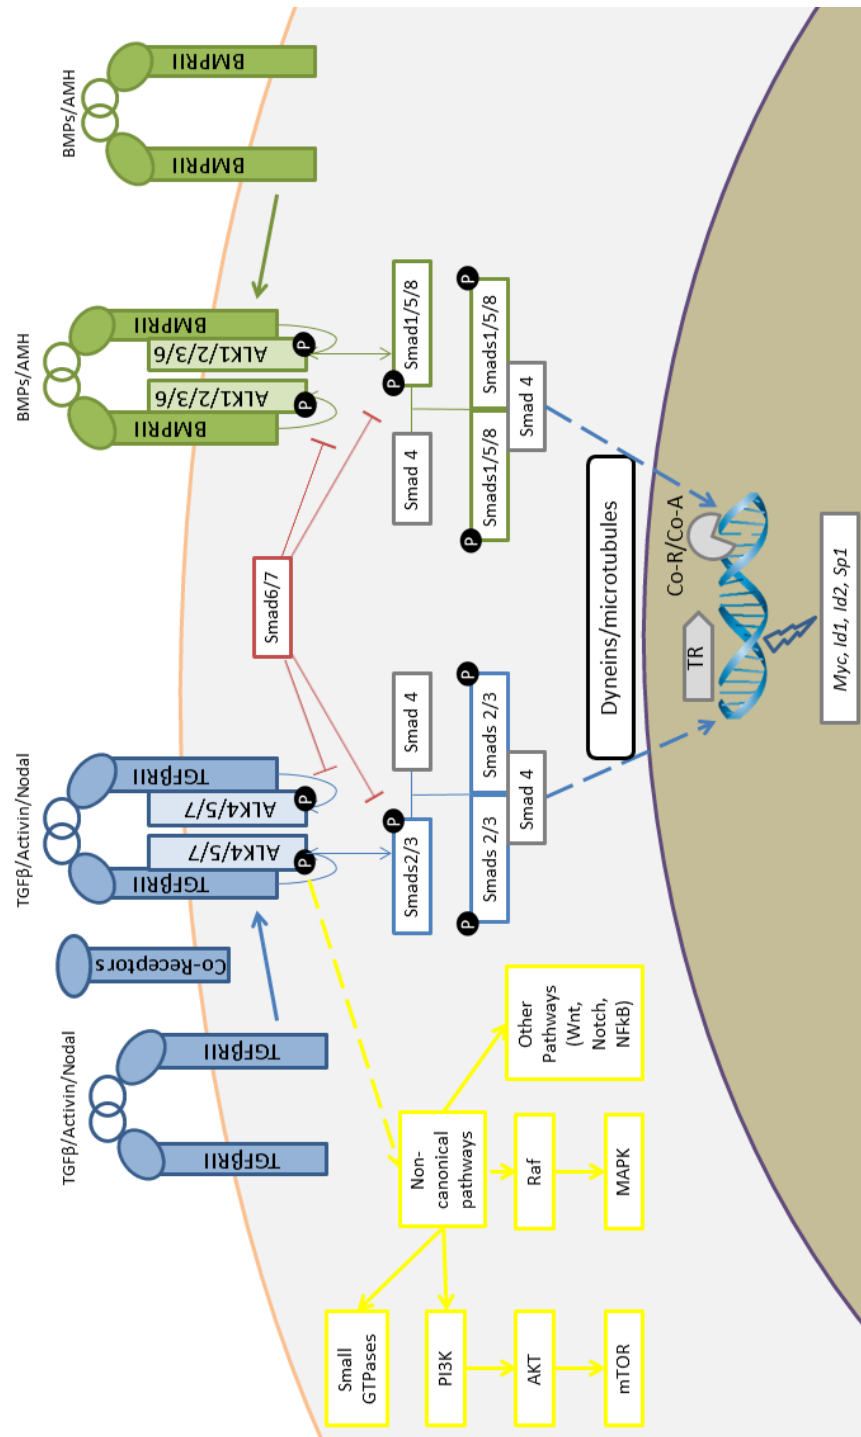 TGFβ/Activin/Nodal
TGFβRII
TGFβRII
Co-Receptors
TGFβ/Activin/Nodal
TGFβRII
ALK4/5/7
ALK4/5/7
TGFβRII
P
P
BMPs/AMH
BMPRII
ALK1/2/3/6
ALK1/2/3/6
BMPRII
P
P
BMPs/AMH
BMPRII
BMPRII
Smad6/7
Small
GTPases
Non-
canonical
pathways
Smads2/3
P
Smad 4
Smad 4
P
Smad1/5/8
PI3K
P
Smads 2/3
Smads 2/3
P
Smad 4
P
Smads1/5/8
Smads1/5/8
P
Smad 4
AKT
Raf
Other
Pathways
(Wnt,
Notch,
NFkB)
mTOR
MAPK
Dyneins/microtubules
TR
Co-R/Co-A
Myc, Id1, Id2, Sp1